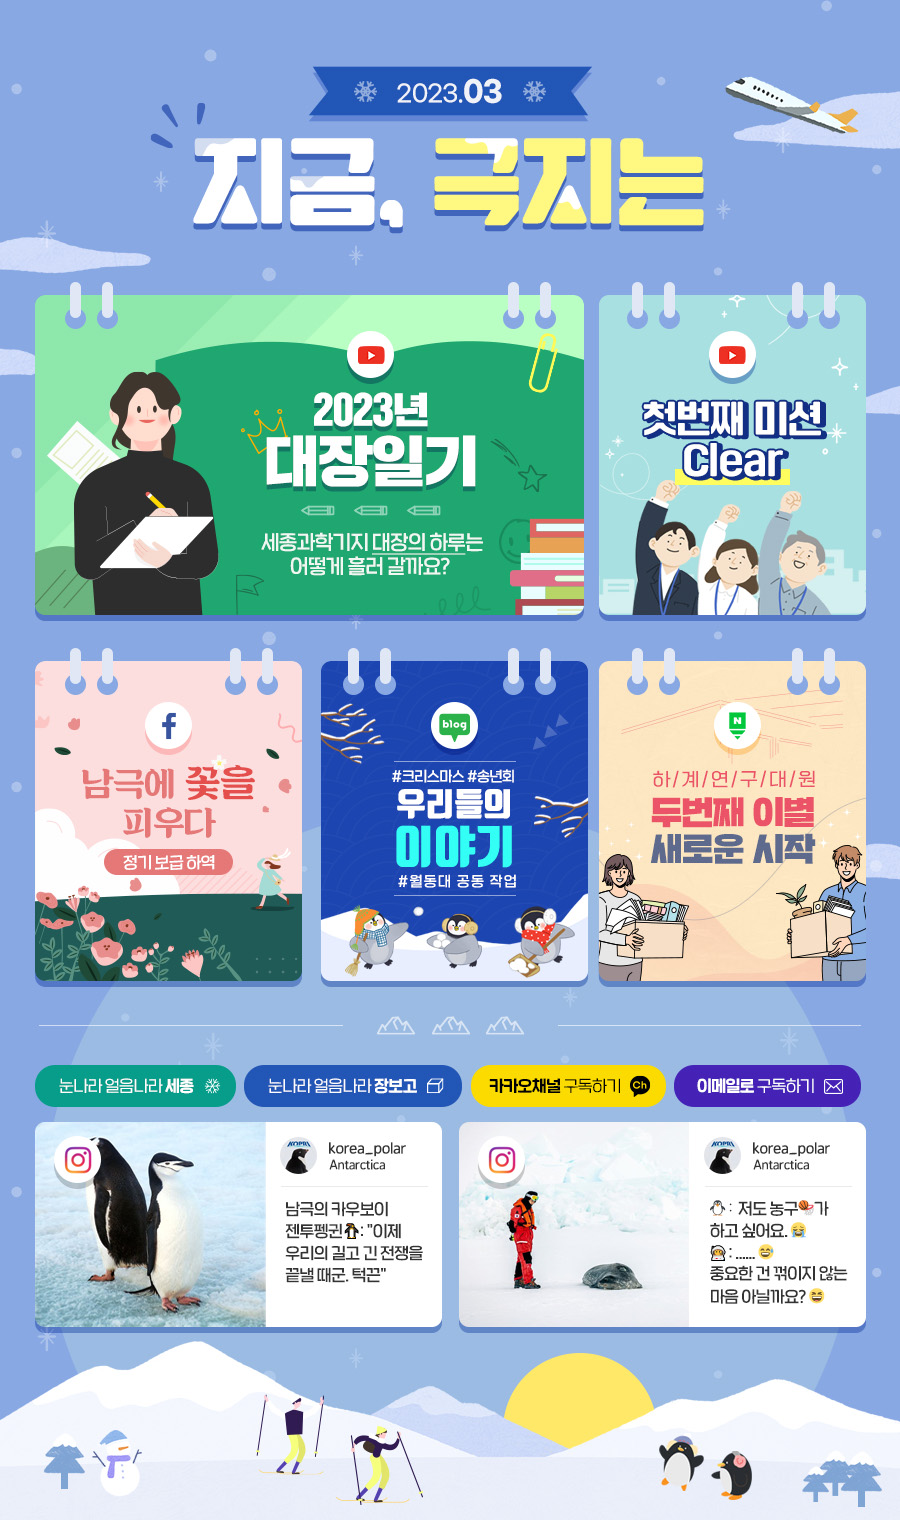 2023.03
지금, 극지는
2023년
대장일기
세종과학기지 대장의 하루는
어떻게 흘러 갈까요?
첫번째 미션
Clear
남극에 꽃을
피우다
정기 보급 하역
blog
#크리스마스 #송년회
우리들의
이야기
#월동대 공동 작업
N
하/계/연/구/대/원
두번째 이별
새로운 시작
눈나라 얼음나라 세종
눈나라 얼음나라 장보고
카카오채널 구독하기 Ch
이메일로 구독하기
KOPRI
korea_polar
Antarctica
남극의 카우보이
젠투펭귄🐧: "이제
우리의 길고 긴 전쟁을
끝낼 때군. 턱끈"
KOPRI
korea_polar
Antarctica
🐧 : 저도 농구🏀가
하고 싶어요. 😂
: ...... 😅
중요한 건 꺾이지 않는
마음 아닐까요? 😆